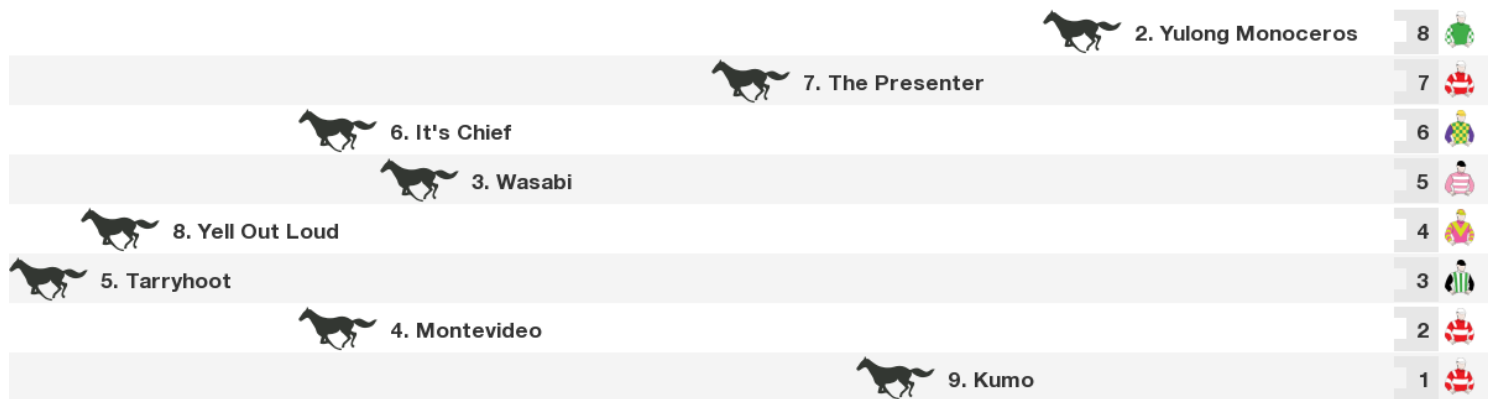 2. Yulong Monoceros 8
7. The Presenter 7
6. It's Chief 6
3. Wasabi 5
8. Yell Out Loud 4
5. Tarryhoot 3
4. Montevideo 2
9. Kumo 1